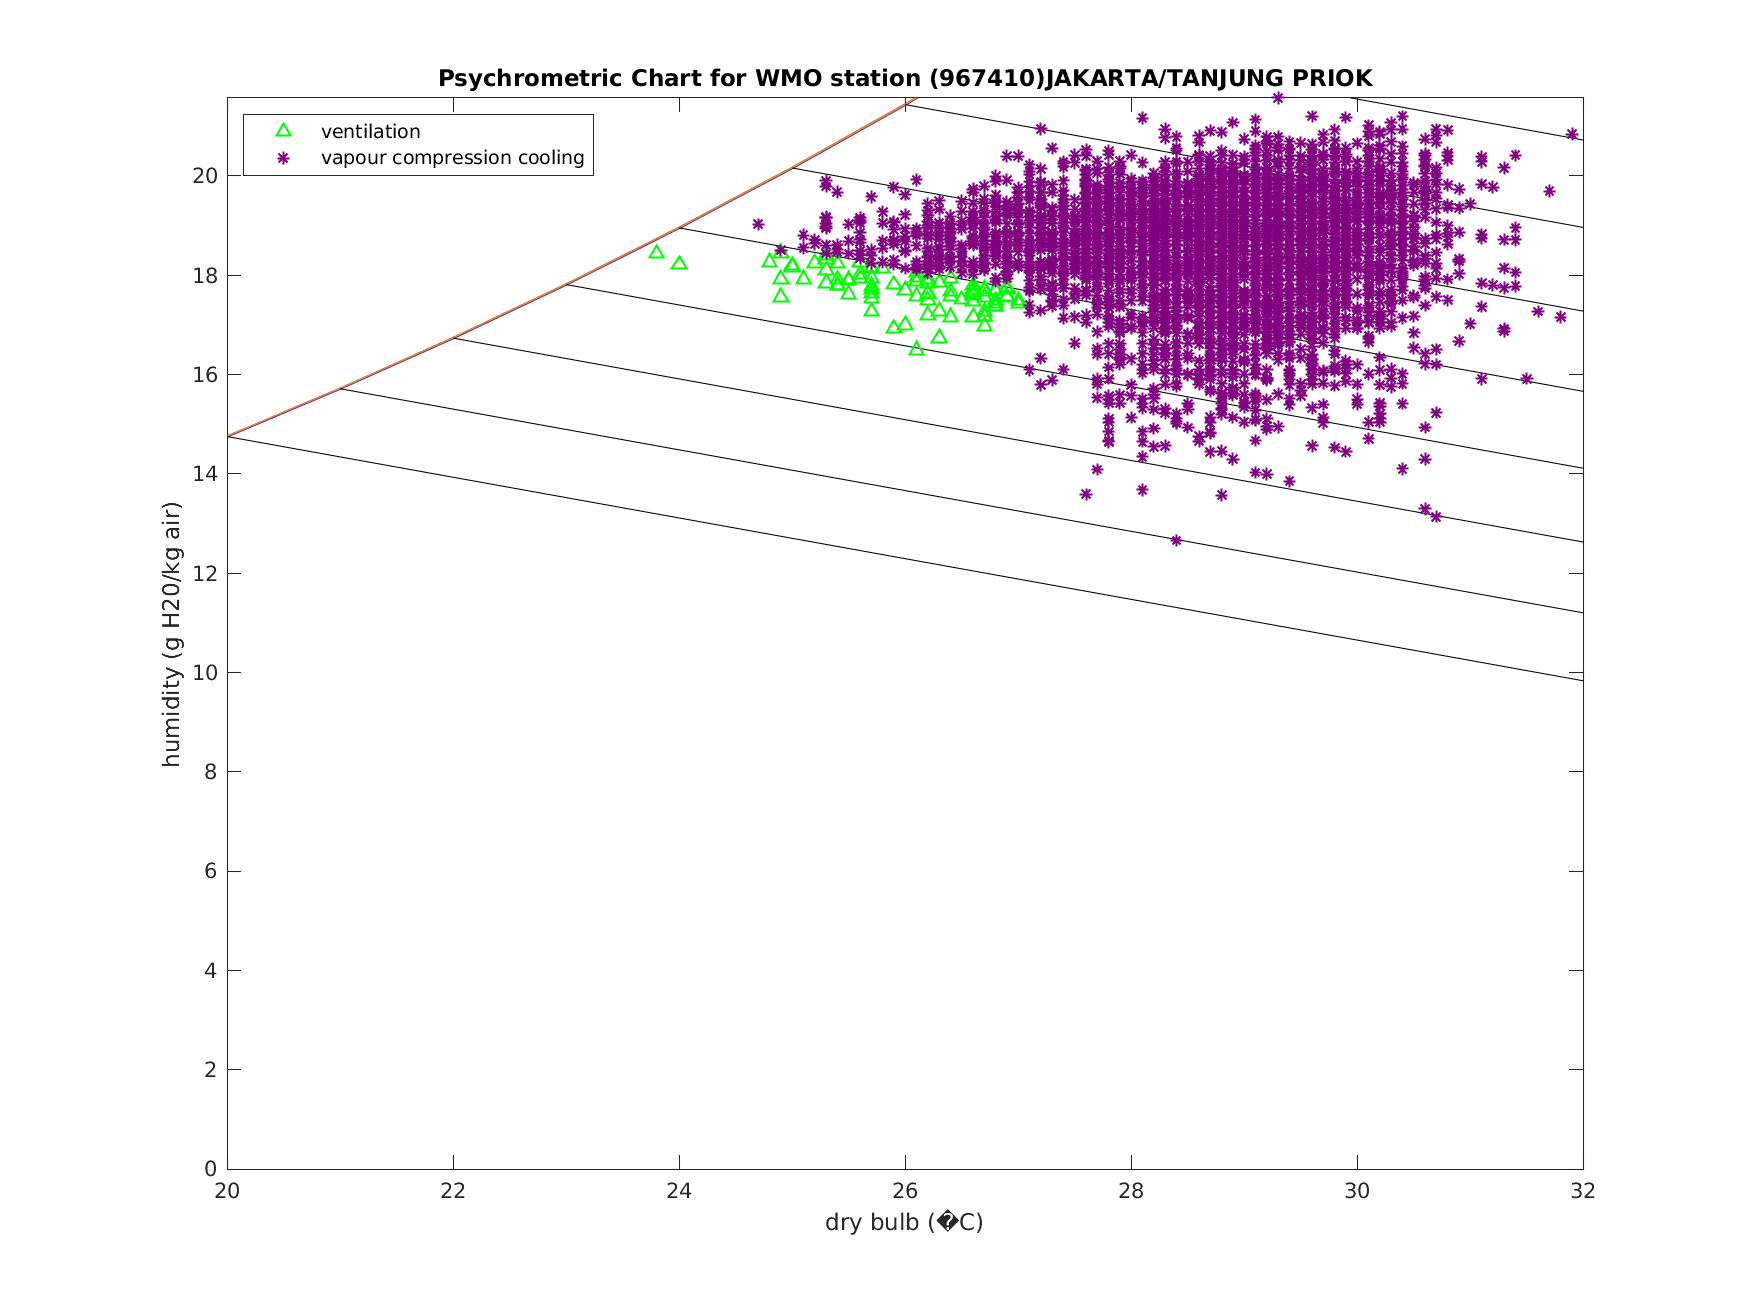 Psychrometric Chart for WMO station (967410)JAKARTA/TANJUNG PRIOK
ventilation
vapour compression cooling
humidity (g H20/kg air)
20
18
16
14
12
10
8
6
4
2
0
20 22 24 26 28 30 32
dry bulb (�C)